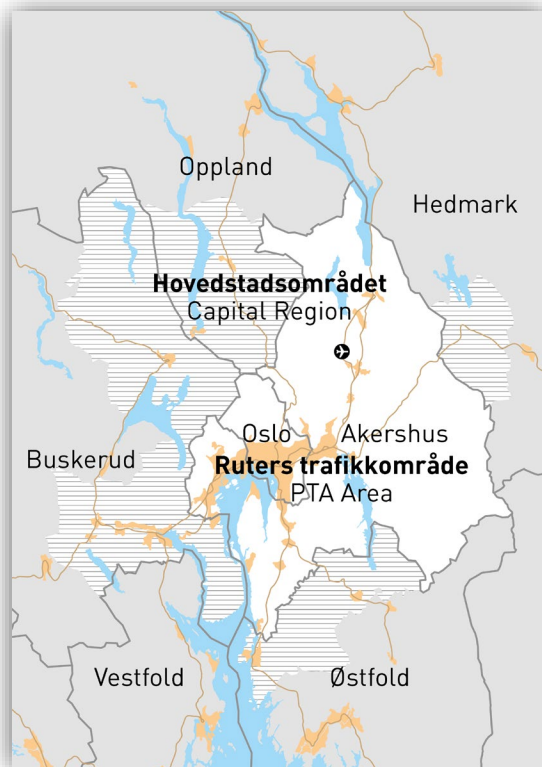 Oppland
Hedmark
Hovedstadsområdet
Capital Region
Oslo
Akershus
Buskerud
Ruters trafikkområde
PTA Area
Vestfold
Østfold